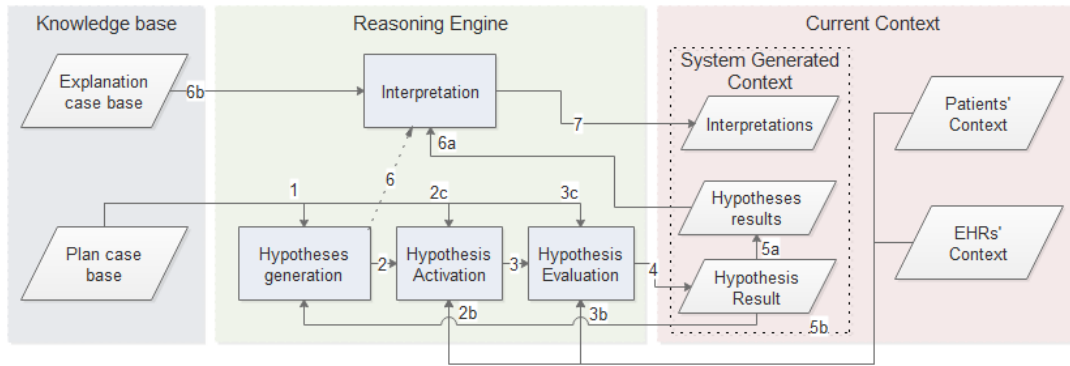 Knowledge base
Reasoning Engine
Current Context
Explanation
case base
6b
Interpretation
System Generated
Context
Interpretations
Patients'
Context
7
6a
6
1
2c
3c
Hypotheses
results
Plan case
base
Hypotheses
generation
2
Hypothesis
Activation
3
Hypothesis
Evaluation
4
5a
Hypothesis
Result
EHRs'
Context
2b
3b
5b